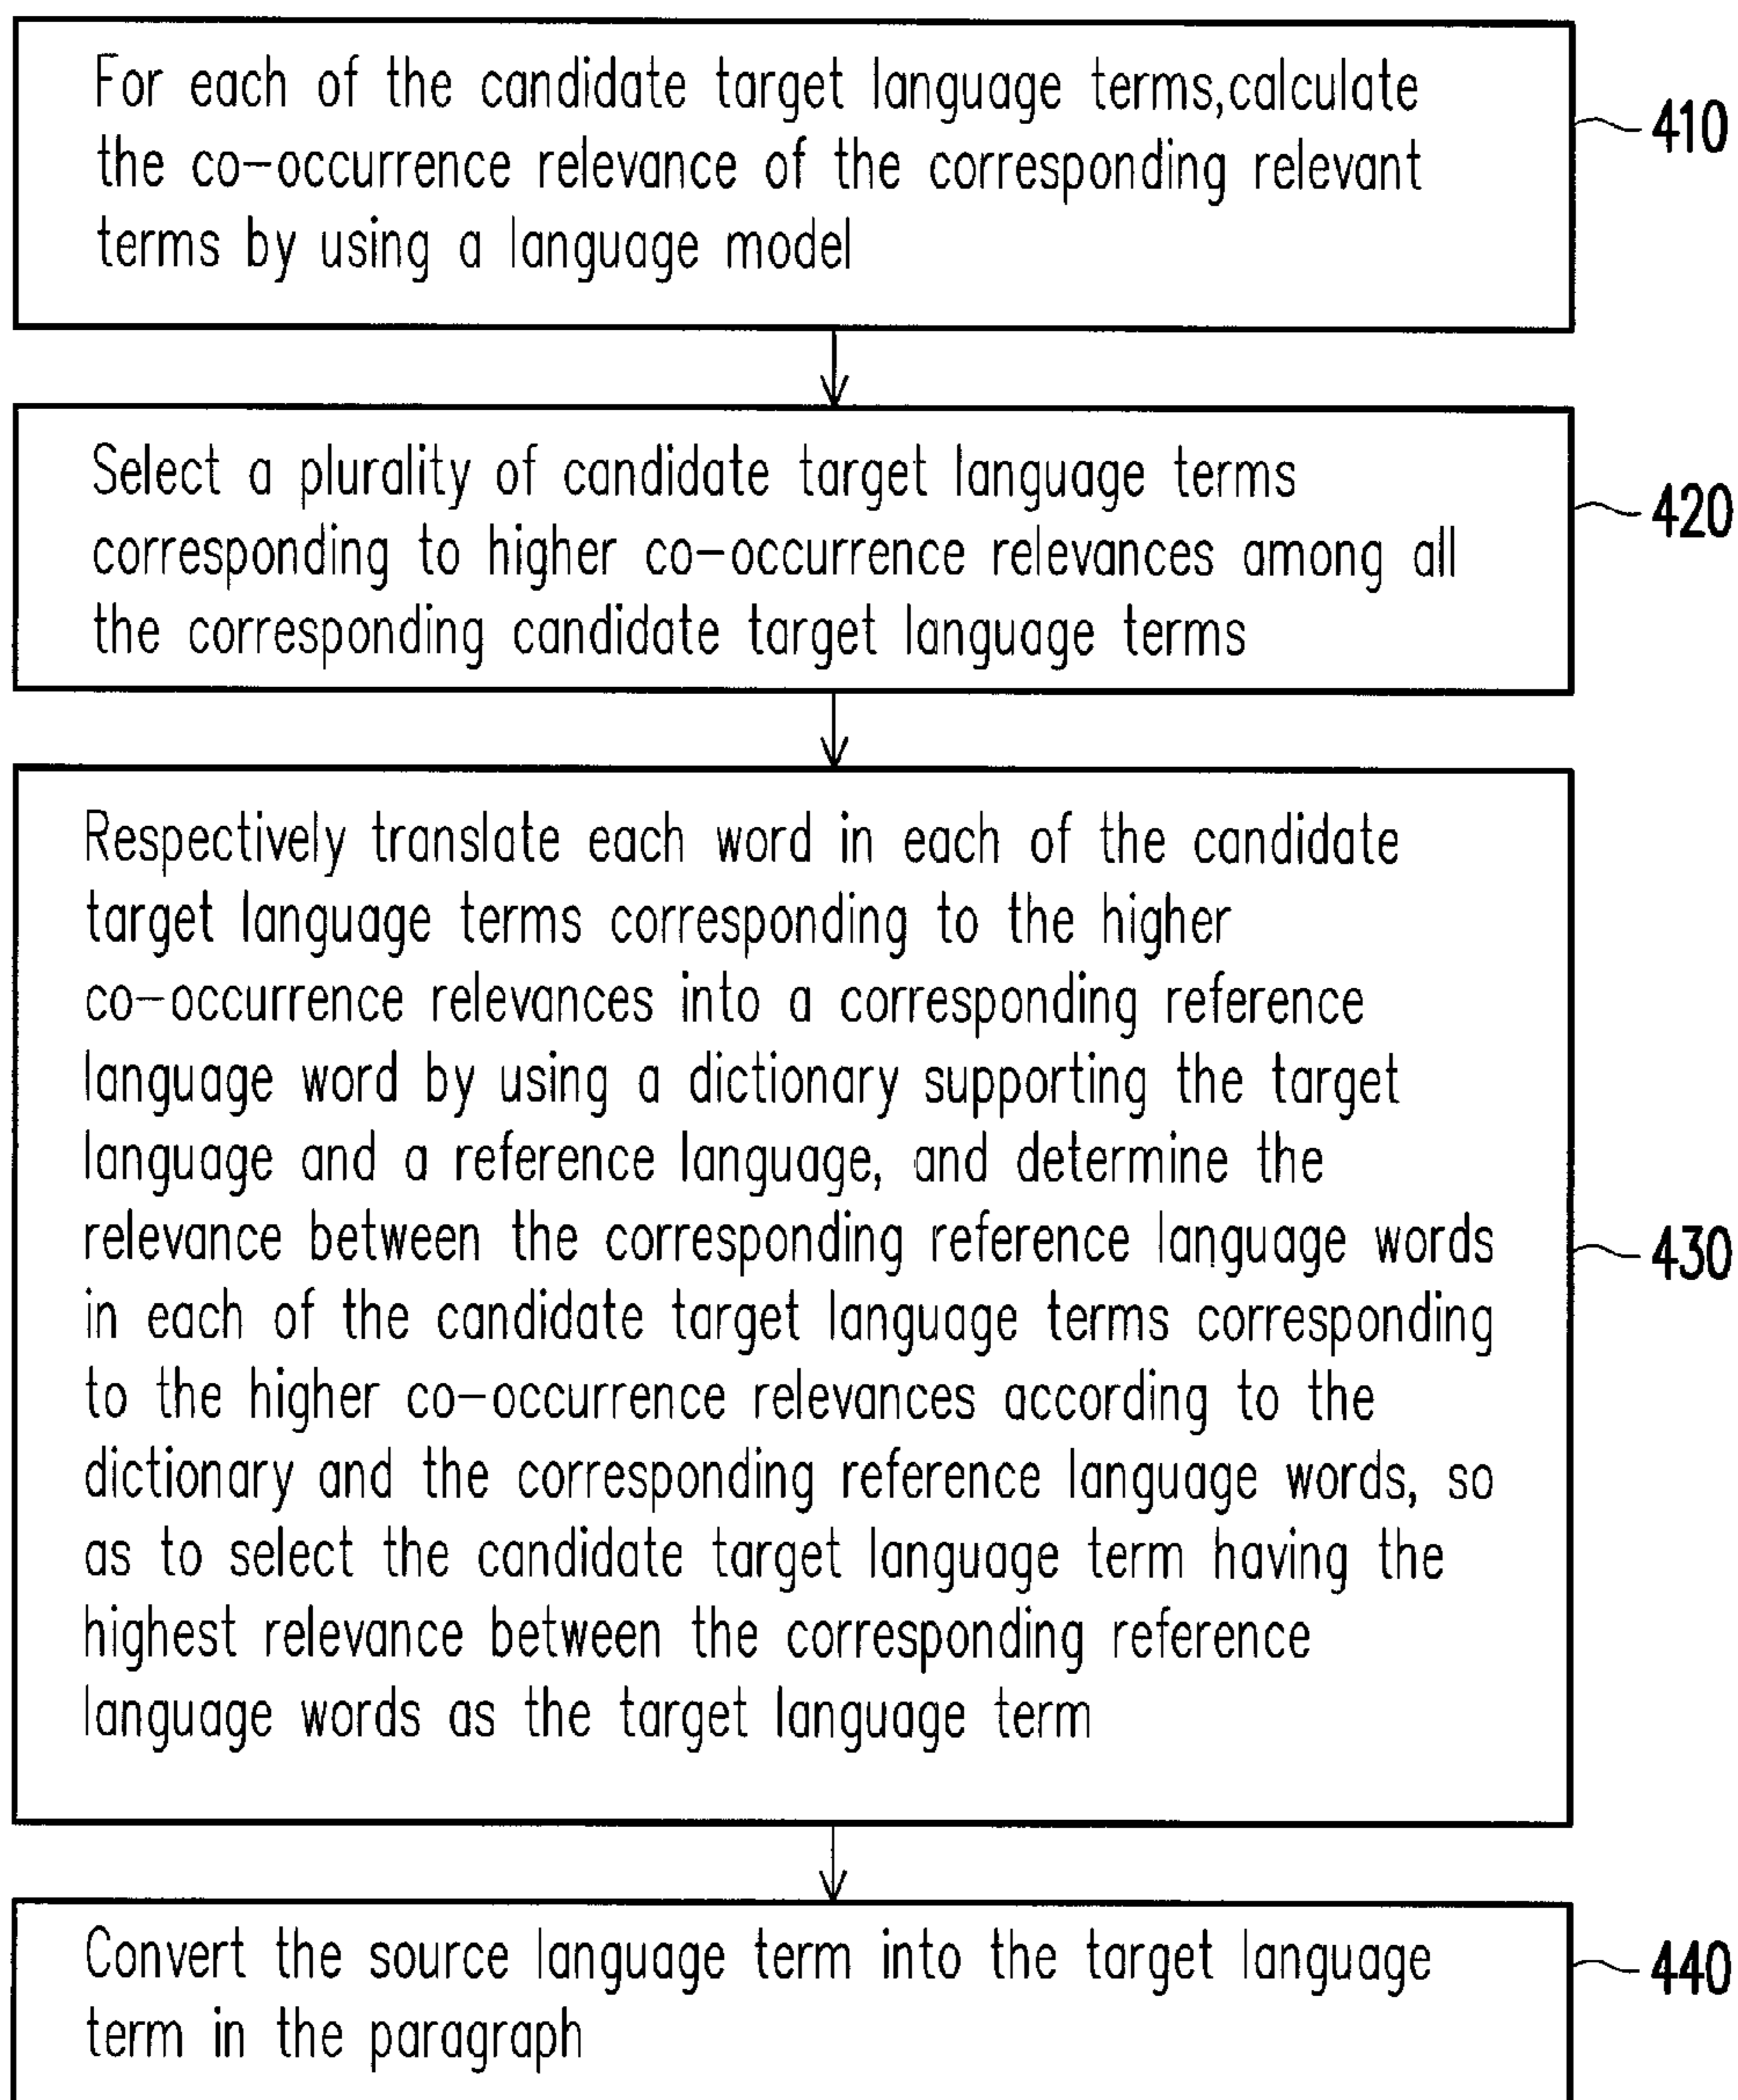 For each of the candidate target language terms,calculate
the co-occurrence relevance of the corresponding relevant
terms by using a language model
410
Select a plurality of candidate target language terms
corresponding to higher co-occurrence relevances among all
the corresponding candidate target language terms
420
Respectively translate each word in each of the candidate
target language terms corresponding to the higher
co-occurrence relevances into a corresponding reference
language word by using a dictionary supporting the target
language and a reference language, and determine the
relevance between the corresponding reference language words
in each of the candidate target language terms corresponding
to the higher co-occurrence relevances according to the
dictionary and the corresponding reference language words, so
as to select the candidate target language term having the
highest relevance between the corresponding reference
language words as the target language term
430
Convert the source language term into the target language
term in the paragraph
440